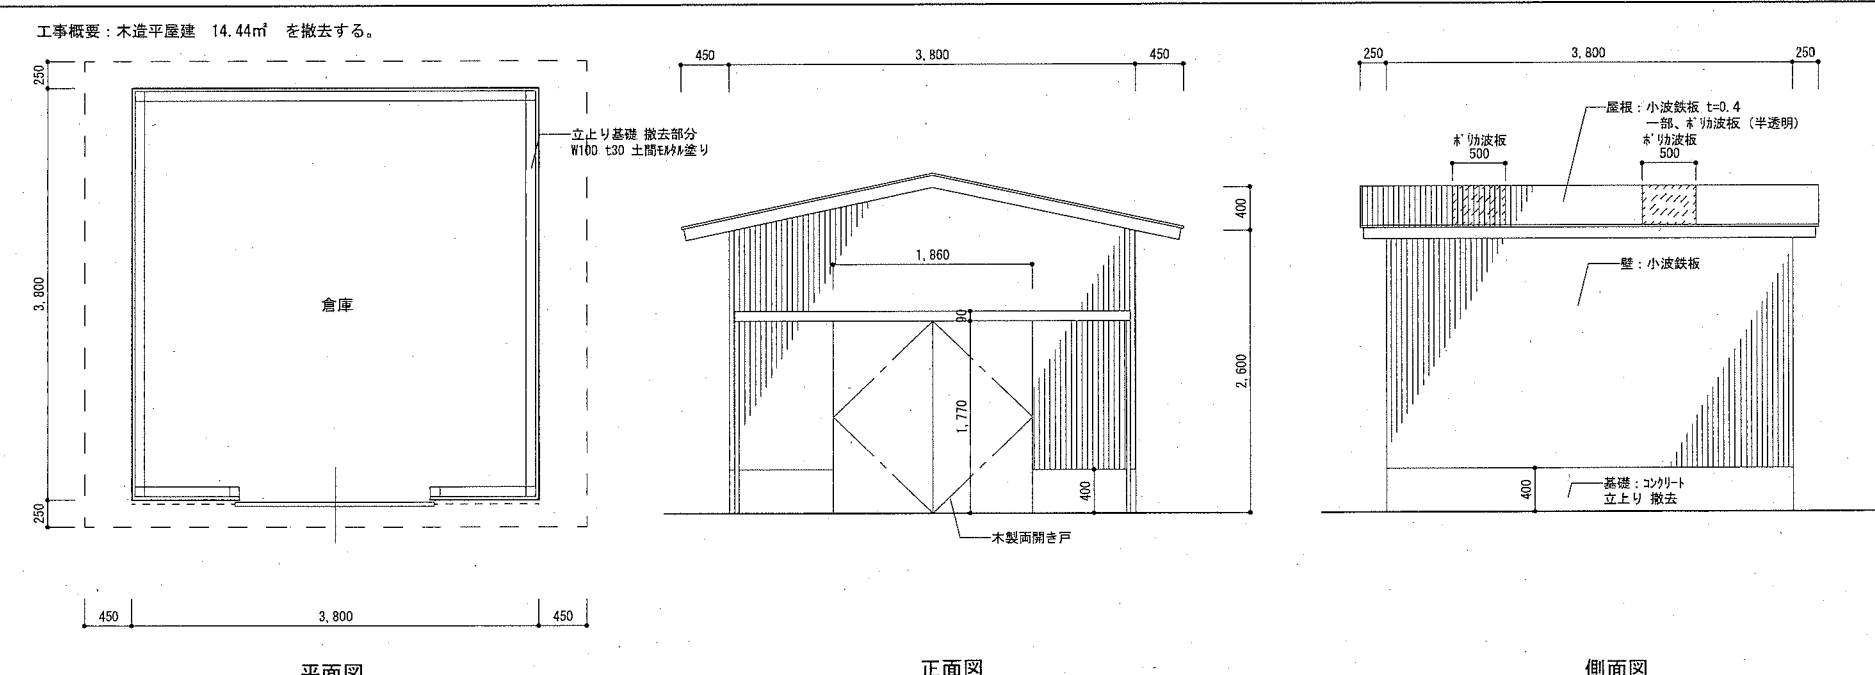 工事概要：木造平屋建　14.44㎡　を撤去する。
250
3,800
250
450
3,800
450
倉庫
立上り基礎 撤去部分
W100 t30 土間ﾓﾙﾀﾙ塗り
平面図
450
3,800
450
1,860
90
1,770
400
400
2,600
木製両開き戸
正面図
250
3,800
250
屋根：小波鉄板 t=0.4
一部、ﾎﾟﾘｶ波板（半透明）
ﾎﾟﾘｶ波板
500
ﾎﾟﾘｶ波板
500
壁：小波鉄板
400
基礎：ｺﾝｸﾘｰﾄ
立上り 撤去
側面図